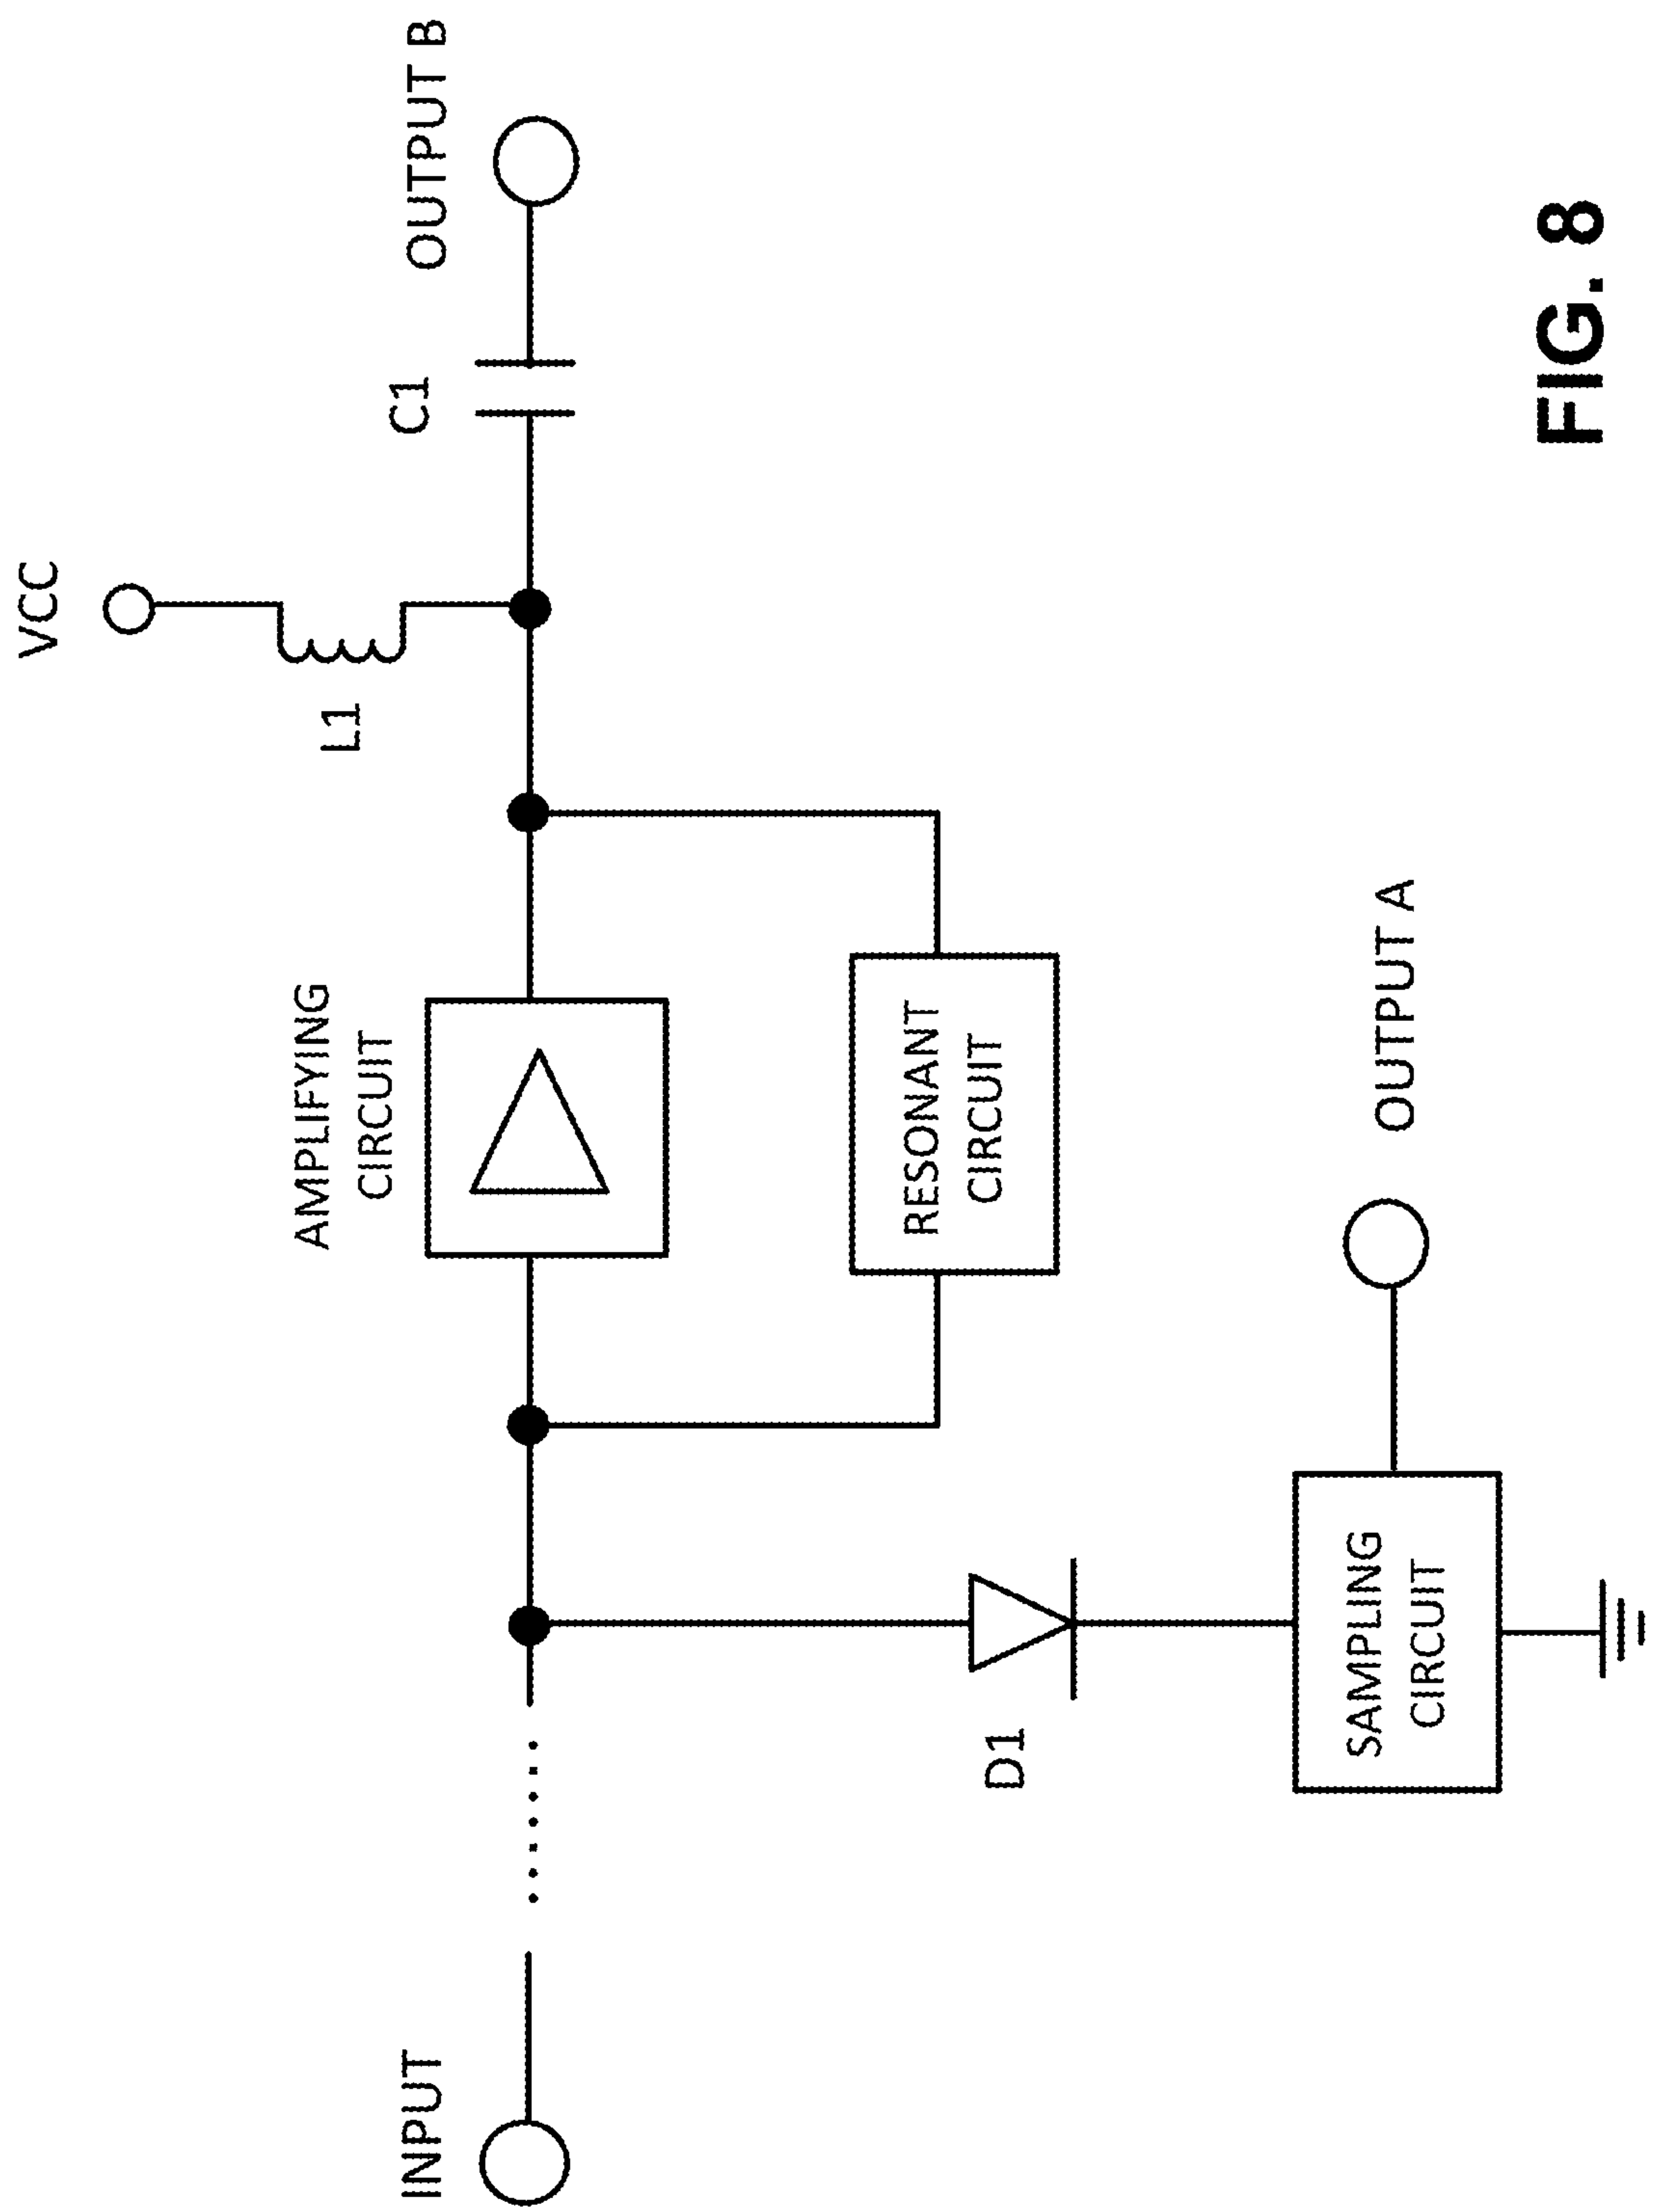 VCC
L1
C1
OUTPUT B
AMPLIFYING
CIRCUIT
INPUT
RESONANT
CIRCUIT
D1
OUTPUT A
SAMPLING
CIRCUIT
FIG. 8